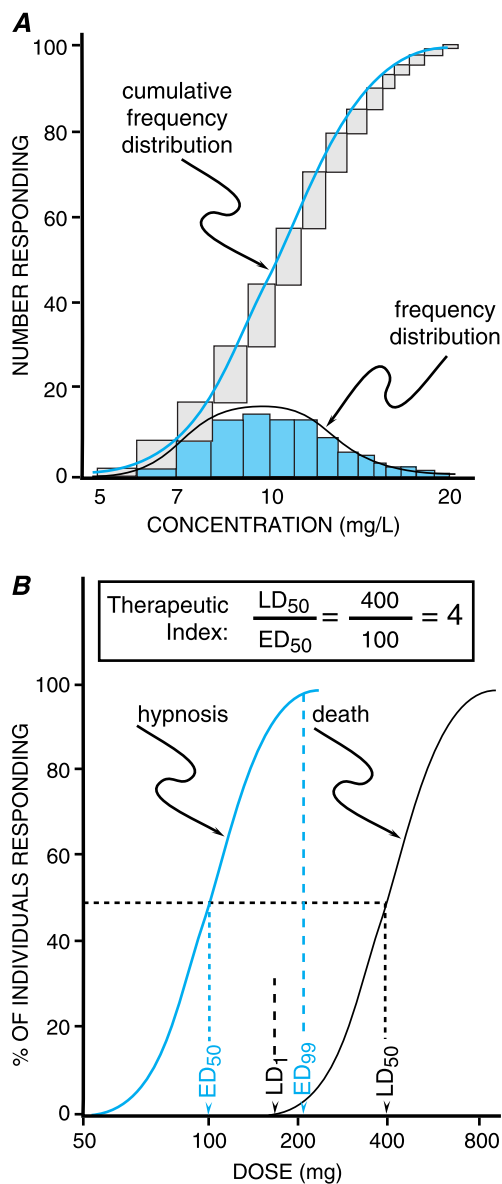 A
NUMBER RESPONDING
100
80
60
40
20
0
cumulative
frequency
distribution
frequency
distribution
5 7 10 20
CONCENTRATION (mg/L)
B
Therapeutic
Index:
LD50
ED50
=
400
100
= 4
% OF INDIVIDUALS RESPONDING
100
80
60
40
20
0
hypnosis
death
ED50
LD1
ED99
LD50
50 100 200 400 800
DOSE (mg)